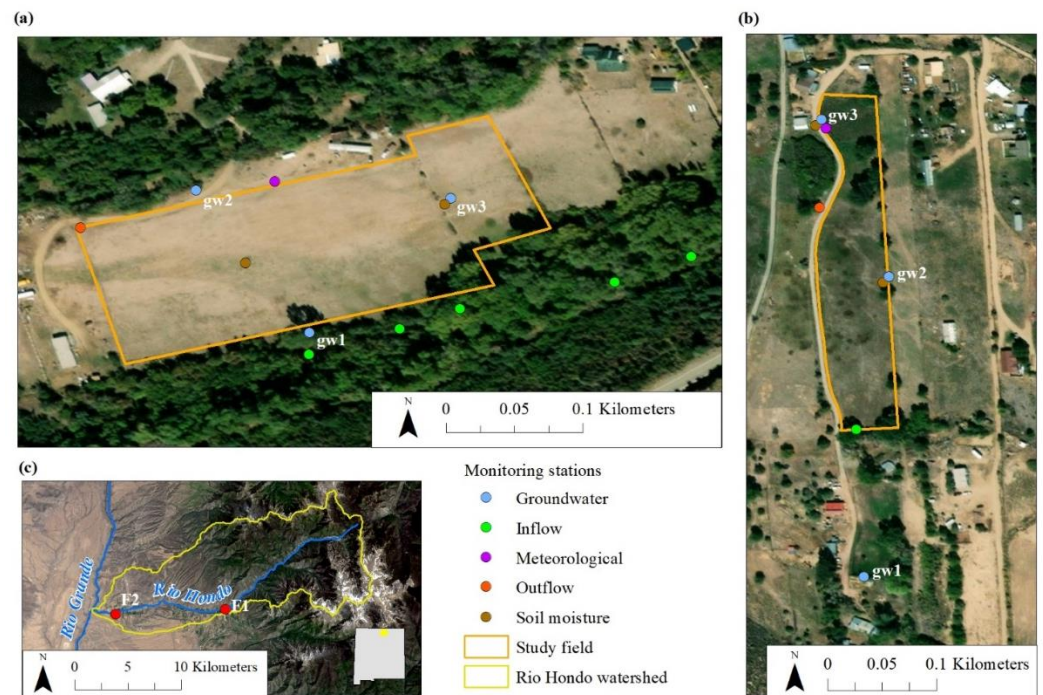 (a)
gw2
gw3
gw1
N
0 0.05 0.1 Kilometers
(b)
gw3
gw2
gw1
N
0 0.05 0.1 Kilometers
(c)
Rio Grande
Rio Hondo
E2
E1
N
0 5 10 Kilometers
Monitoring stations
Groundwater
Inflow
Meteorological
Outflow
Soil moisture
Study field
Rio Hondo watershed